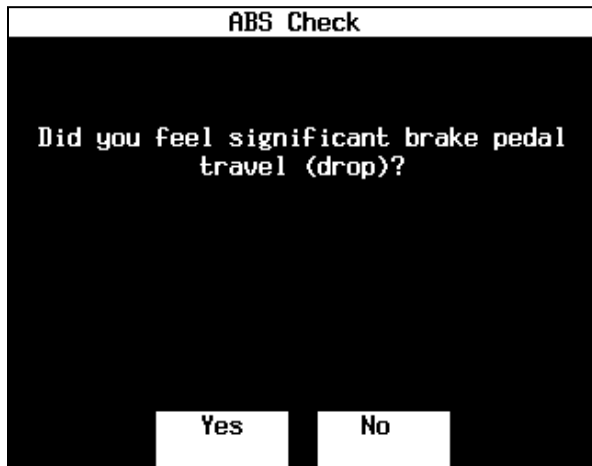 ABS Check
Did you feel significant brake pedal
travel (drop)?
Yes
No